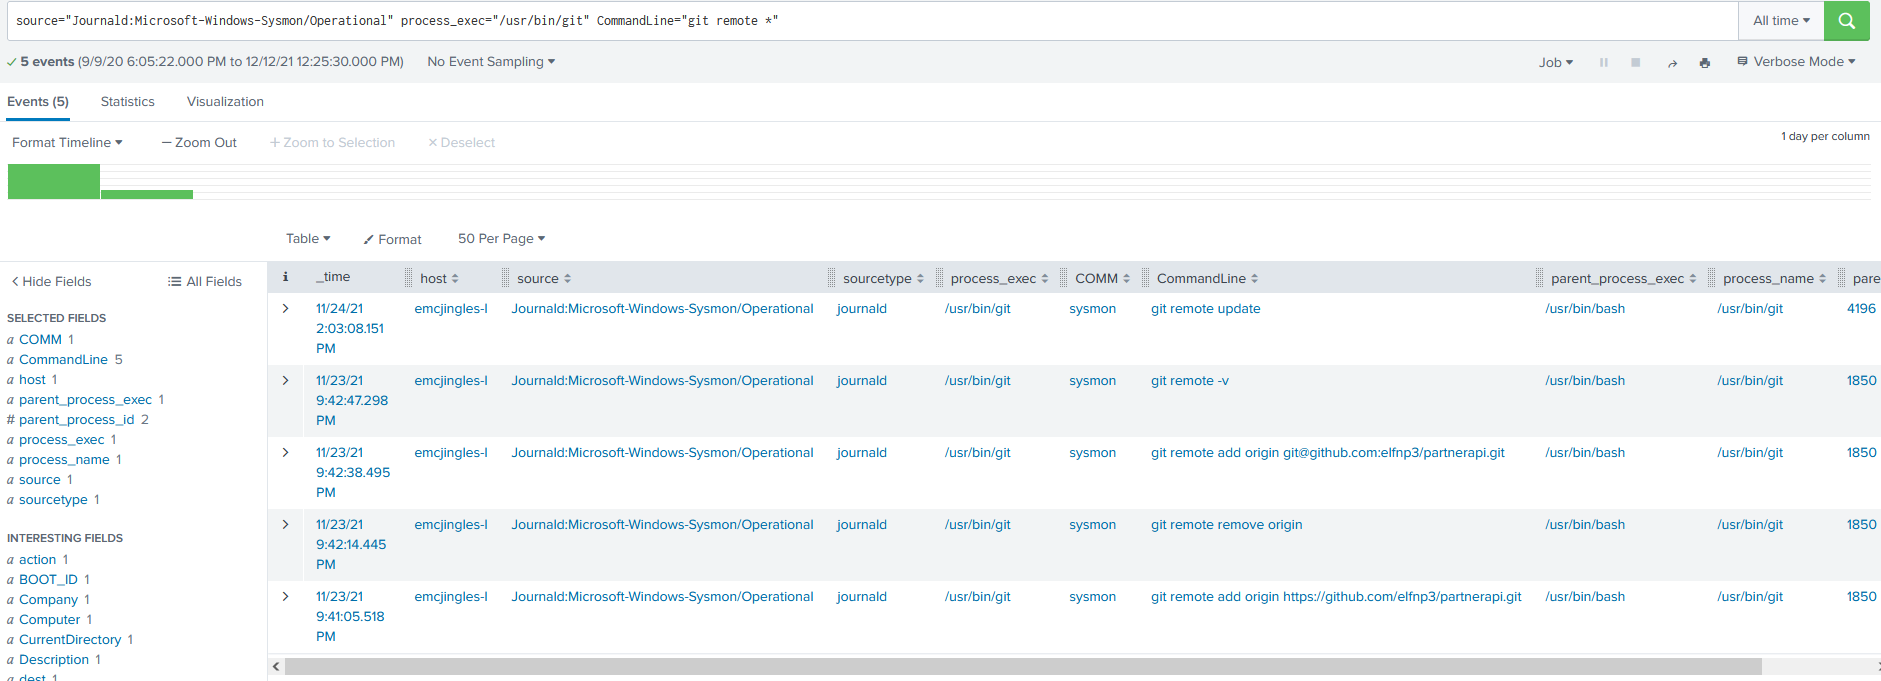 source="Journald:Microsoft-Windows-Sysmon/Operational" process_exec="/usr/bin/git" CommandLine="git remote *"
All time
5 events (9/9/20 6:05:22.000 PM to 12/12/21 12:25:30.000 PM)
No Event Sampling
Job
Verbose Mode
Events (5)
Statistics
Visualization
Format Timeline
Zoom Out
Zoom to Selection
Deselect
1 day per column
Table
Format
50 Per Page
Hide Fields
All Fields
SELECTED FIELDS
a COMM 1
a CommandLine 5
a host 1
a parent_process_exec 1
# parent_process_id 2
a process_exec 1
a process_name 1
a source 1
a sourcetype 1
INTERESTING FIELDS
a action 1
a BOOT_ID 1
a Company 1
a Computer 1
a CurrentDirectory 1
a Description 1
a dest 1
i _time host source sourcetype process_exec COMM CommandLine parent_process_exec process_name pare
11/24/21 emcjingles-l Journald:Microsoft-Windows-Sysmon/Operational journald /usr/bin/git sysmon git remote update /usr/bin/bash /usr/bin/git 4196
2:03:08.151
PM
11/23/21 emcjingles-l Journald:Microsoft-Windows-Sysmon/Operational journald /usr/bin/git sysmon git remote -v /usr/bin/bash /usr/bin/git 1850
9:42:47.298
PM
11/23/21 emcjingles-l Journald:Microsoft-Windows-Sysmon/Operational journald /usr/bin/git sysmon git remote add origin git@github.com:elfnp3/partnerapi.git /usr/bin/bash /usr/bin/git 1850
9:42:38.495
PM
11/23/21 emcjingles-l Journald:Microsoft-Windows-Sysmon/Operational journald /usr/bin/git sysmon git remote remove origin /usr/bin/bash /usr/bin/git 1850
9:42:14.445
PM
11/23/21 emcjingles-l Journald:Microsoft-Windows-Sysmon/Operational journald /usr/bin/git sysmon git remote add origin https://github.com/elfnp3/partnerapi.git /usr/bin/bash /usr/bin/git 1850
9:41:05.518
PM